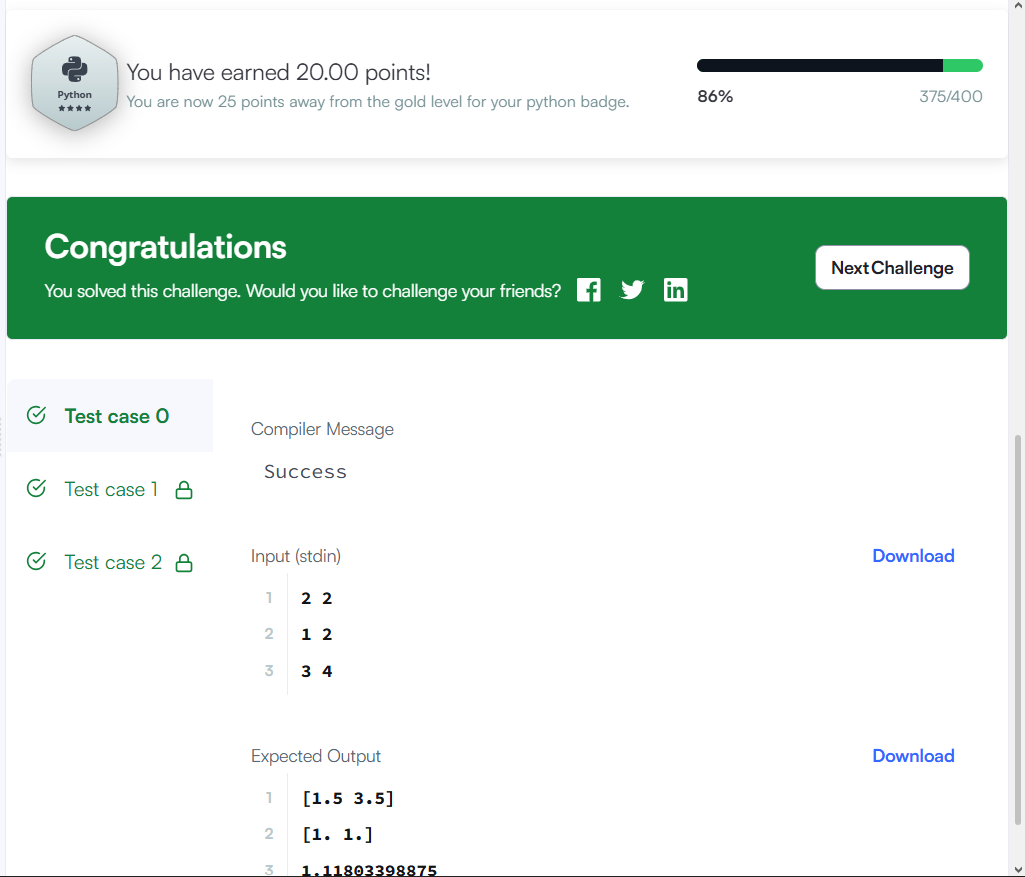 Python
★★★★
You have earned 20.00 points!
You are now 25 points away from the gold level for your python badge.
86%
375/400
Congratulations
You solved this challenge. Would you like to challenge your friends?
Next Challenge
Test case 0
Test case 1
Test case 2
Compiler Message
Success
Input (stdin)
Download
1 2 2
2 1 2
3 3 4
Expected Output
Download
1 [1.5 3.5]
2 [1. 1.]
3 1.11803398875